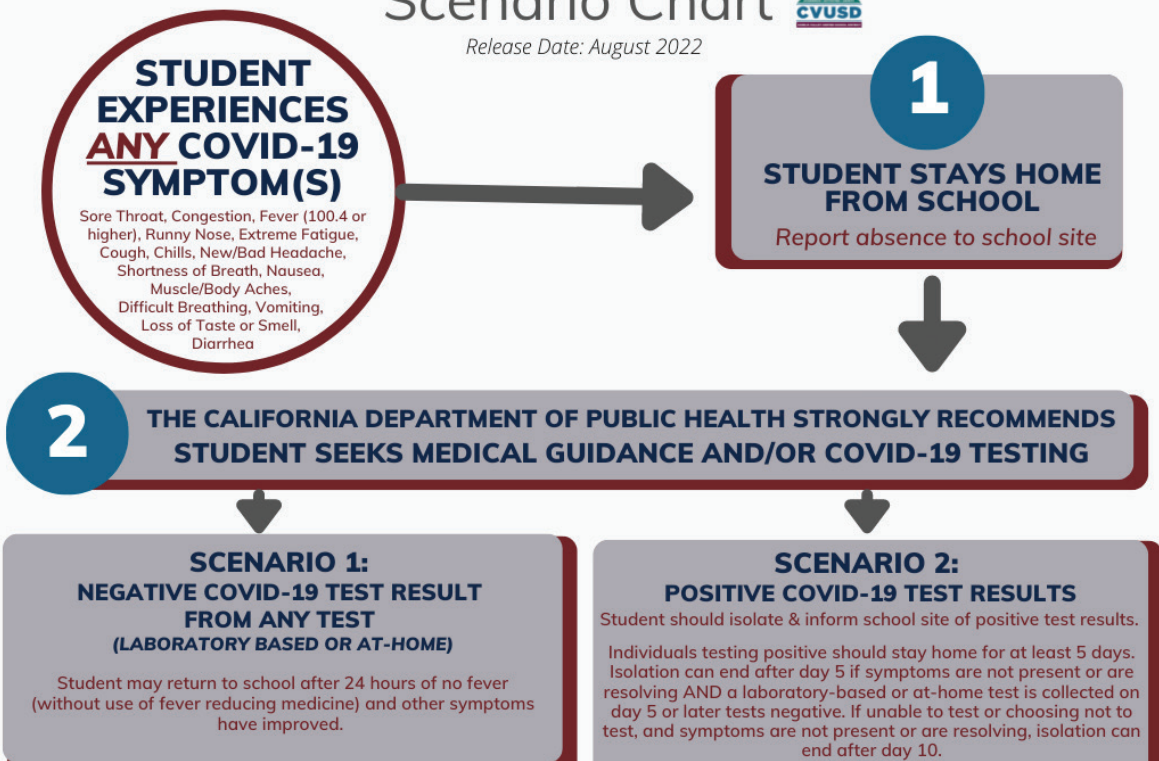 Scenario Chart
CVUSD
Release Date: August 2022
STUDENT
EXPERIENCES
ANY COVID-19
SYMPTOM(S)
Sore Throat, Congestion, Fever (100.4 or
higher), Runny Nose, Extreme Fatigue,
Cough, Chills, New/Bad Headache,
Shortness of Breath, Nausea,
Muscle/Body Aches,
Difficult Breathing, Vomiting,
Loss of Taste or Smell,
Diarrhea
1
STUDENT STAYS HOME
FROM SCHOOL
Report absence to school site
2
THE CALIFORNIA DEPARTMENT OF PUBLIC HEALTH STRONGLY RECOMMENDS
STUDENT SEEKS MEDICAL GUIDANCE AND/OR COVID-19 TESTING
SCENARIO 1:
NEGATIVE COVID-19 TEST RESULT
FROM ANY TEST
(LABORATORY BASED OR AT-HOME)
Student may return to school after 24 hours of no fever
(without use of fever reducing medicine) and other symptoms
have improved.
SCENARIO 2:
POSITIVE COVID-19 TEST RESULTS
Student should isolate & inform school site of positive test results.
Individuals testing positive should stay home for at least 5 days.
Isolation can end after day 5 if symptoms are not present or are
resolving AND a laboratory-based or at-home test is collected on
day 5 or later tests negative. If unable to test or choosing not to
test, and symptoms are not present or are resolving, isolation can
end after day 10.